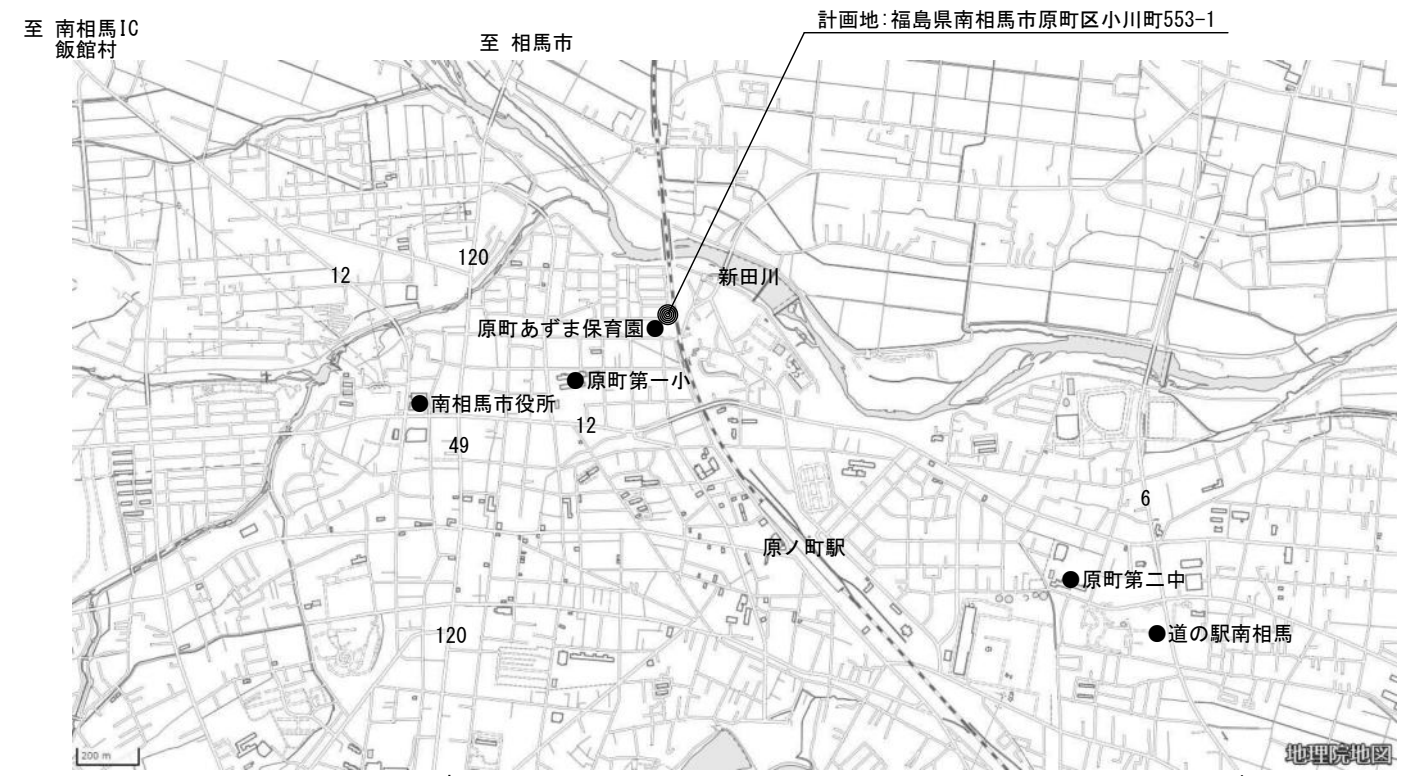 計画地:福島県南相馬市原町区小川町553-1
至 南相馬IC
飯館村
至 相馬市
新田川
120
12
原町あずま保育園
原町第一小
南相馬市役所
12
49
6
原ノ町駅
原町第二中
120
道の駅南相馬
200 m
地理院地図